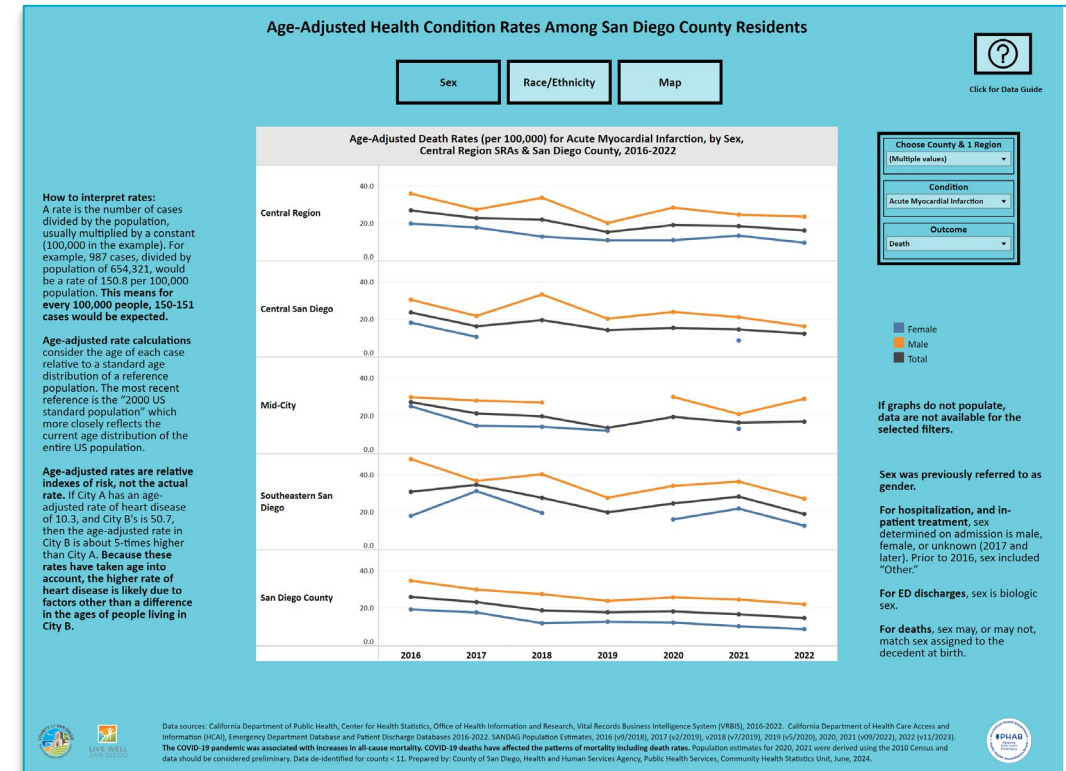 Age-Adjusted Health Condition Rates Among San Diego County Residents
Sex
Race/Ethnicity
Map
Click for Data Guide
How to interpret rates:
A rate is the number of cases
divided by the population,
usually multiplied by a constant
(100,000 in the example). For
example, 987 cases, divided by
population of 654,321, would
be a rate of 150.8 per 100,000
population. This means for
every 100,000 people, 150-151
cases would be expected.
Age-adjusted rate calculations
consider the age of each case
relative to a standard age
distribution of a reference
population. The most recent
reference is the "2000 US
standard population" which
more closely reflects the
current age distribution of the
entire US population.
Age-adjusted rates are relative
indexes of risk, not the actual
rate. If City A has an age-
adjusted rate of heart disease
of 10.3, and City B's is 50.7,
then the age-adjusted rate in
City B is about 5-times higher
than City A. Because these
rates have taken age into
account, the higher rate of
heart disease is likely due to
factors other than a difference
in the ages of people living in
City B.
Age-Adjusted Death Rates (per 100,000) for Acute Myocardial Infarction, by Sex,
Central Region SRAs & San Diego County, 2016-2022
Central Region
40.0
20.0
0.0
Central San Diego
40.0
20.0
0.0
Mid-City
40.0
20.0
0.0
Southeastern San
Diego
40.0
20.0
0.0
San Diego County
40.0
20.0
0.0
2016 2017 2018 2019 2020 2021 2022
Choose County & 1 Region
(Multiple values)
Condition
Acute Myocardial Infarction
Outcome
Death
Female
Male
Total
If graphs do not populate,
data are not available for the
selected filters.
Sex was previously referred to as
gender.
For hospitalization, and in-
patient treatment, sex
determined on admission is male,
female, or unknown (2017 and
later). Prior to 2016, sex included
"Other."
For ED discharges, sex is biologic
sex.
For deaths, sex may, or may not,
match sex assigned to the
decedent at birth.
LIVE WELL
SAN DIEGO
Data sources: California Department of Public Health, Center for Health Statistics, Office of Health Information and Research, Vital Records Business Intelligence System (VRBIS), 2016-2022. California Department of Health Care Access and
Information (HCAI), Emergency Department Database and Patient Discharge Databases 2016-2022. SANDAG Population Estimates, 2016 (v9/2018), 2017 (v2/2019), v2018 (v7/2019), 2019 (v5/2020), 2020, 2021 (v09/2022), 2022 (v11/2023).
The COVID-19 pandemic was associated with increases in all-cause mortality. COVID-19 deaths have affected the patterns of mortality including death rates. Population estimates for 2020, 2021 were derived using the 2010 Census and
data should be considered preliminary. Data de-identified for counts < 11. Prepared by: County of San Diego, Health and Human Services Agency, Public Health Services, Community Health Statistics Unit, June, 2024.
PHAB